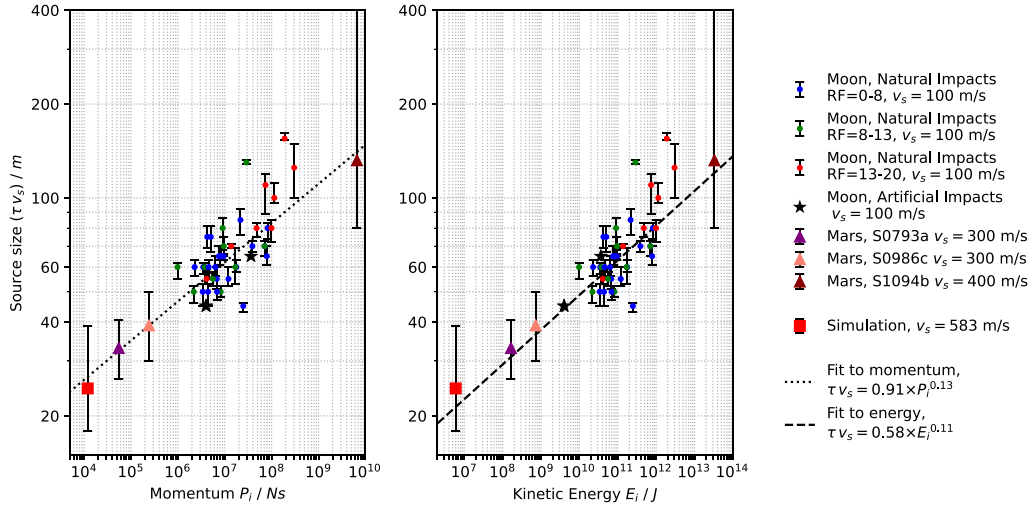 400
200
100
60
40
20
Source size (τ v_s) / m
10^4
10^5
10^6
10^7
10^8
10^9
10^10
Momentum P_i / Ns
400
200
100
60
40
20
10^7
10^8
10^9
10^10
10^11
10^12
10^13
10^14
Kinetic Energy E_i / J
Moon, Natural Impacts
RF=0-8, v_s = 100 m/s
Moon, Natural Impacts
RF=8-13, v_s = 100 m/s
Moon, Natural Impacts
RF=13-20, v_s = 100 m/s
Moon, Artificial Impacts
v_s = 100 m/s
Mars, S0793a v_s = 300 m/s
Mars, S0986c v_s = 300 m/s
Mars, S1094b v_s = 400 m/s
Simulation, v_s = 583 m/s
Fit to momentum,
τ v_s = 0.91×P_i^0.13
Fit to energy,
τ v_s = 0.58×E_i^0.11